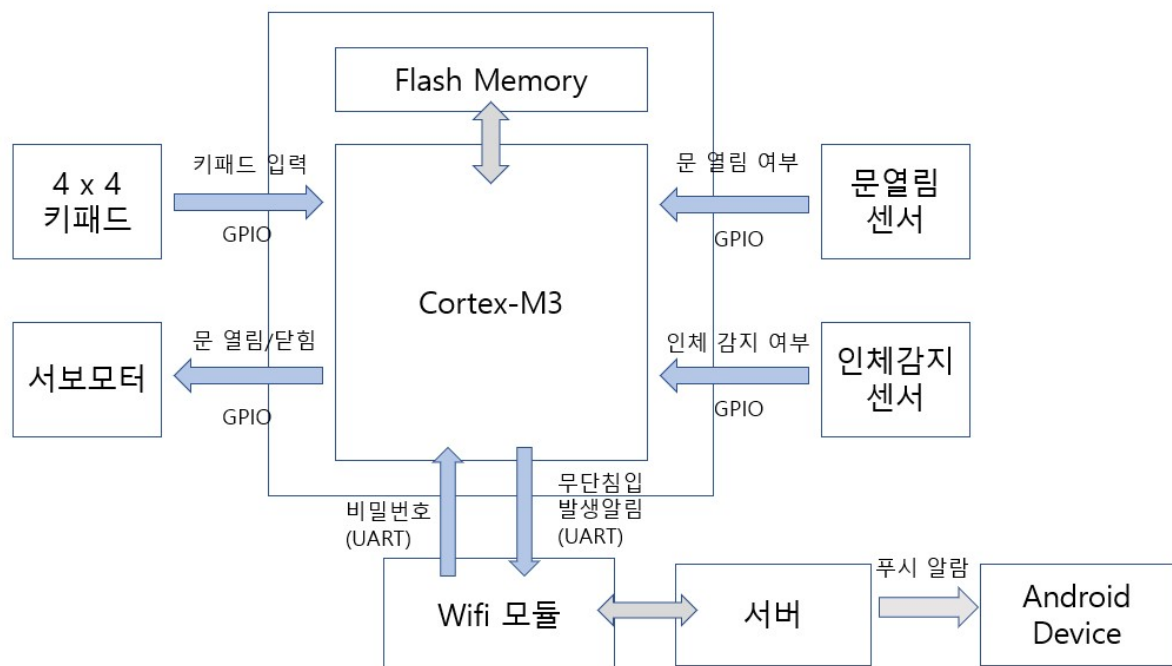 Flash Memory
4 x 4
키패드
키패드 입력
GPIO
Cortex-M3
문 열림 여부
GPIO
문열림
센서
서보모터
문 열림/닫힘
GPIO
인체 감지 여부
GPIO
인체감지
센서
비밀번호
(UART)
무단침입
발생알림
(UART)
Wifi 모듈
서버
푸시 알람
Android
Device